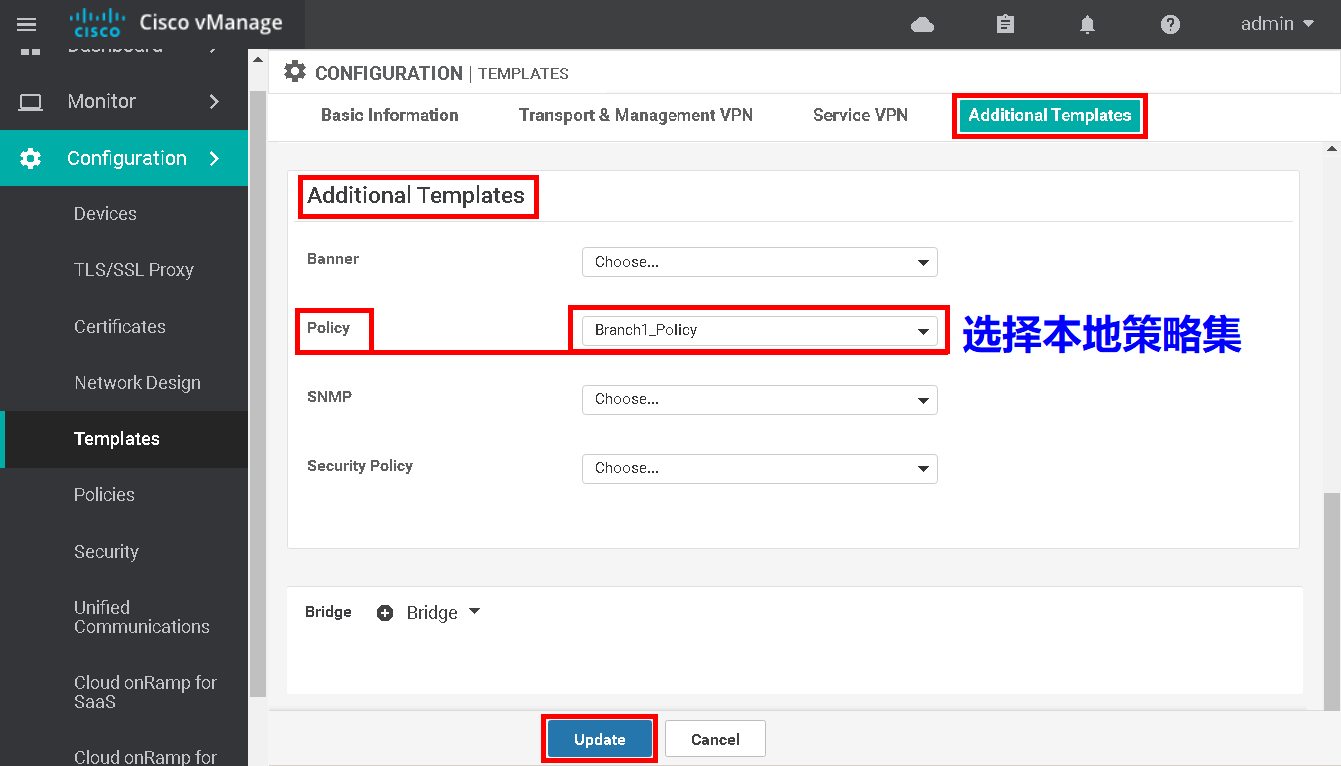 cisco Cisco vManage
admin
Dashboard
Monitor
Configuration
Devices
TLS/SSL Proxy
Certificates
Network Design
Templates
Policies
Security
Unified
Communications
Cloud onRamp for
SaaS
Cloud onRamp for
CONFIGURATION | TEMPLATES
Basic Information Transport & Management VPN Service VPN Additional Templates
Additional Templates
Banner Choose...
Policy Branch1_Policy 选择本地策略集
SNMP Choose...
Security Policy Choose...
Bridge Bridge
Update Cancel